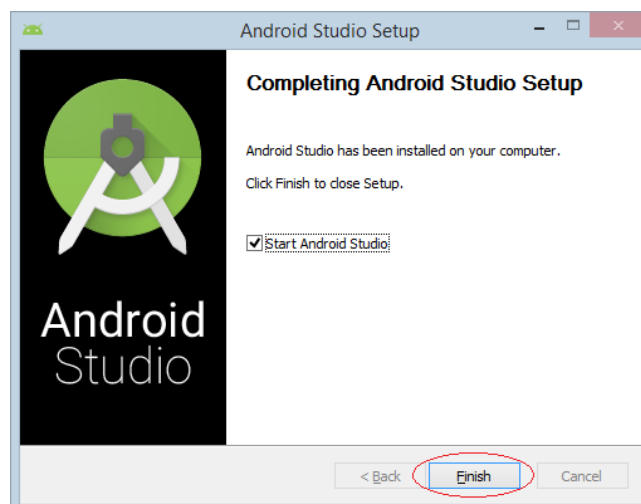 Android Studio Setup
Completing Android Studio Setup
Android Studio has been installed on your computer.
Click Finish to close Setup.
Start Android Studio
Android
Studio
< Back
Finish
Cancel